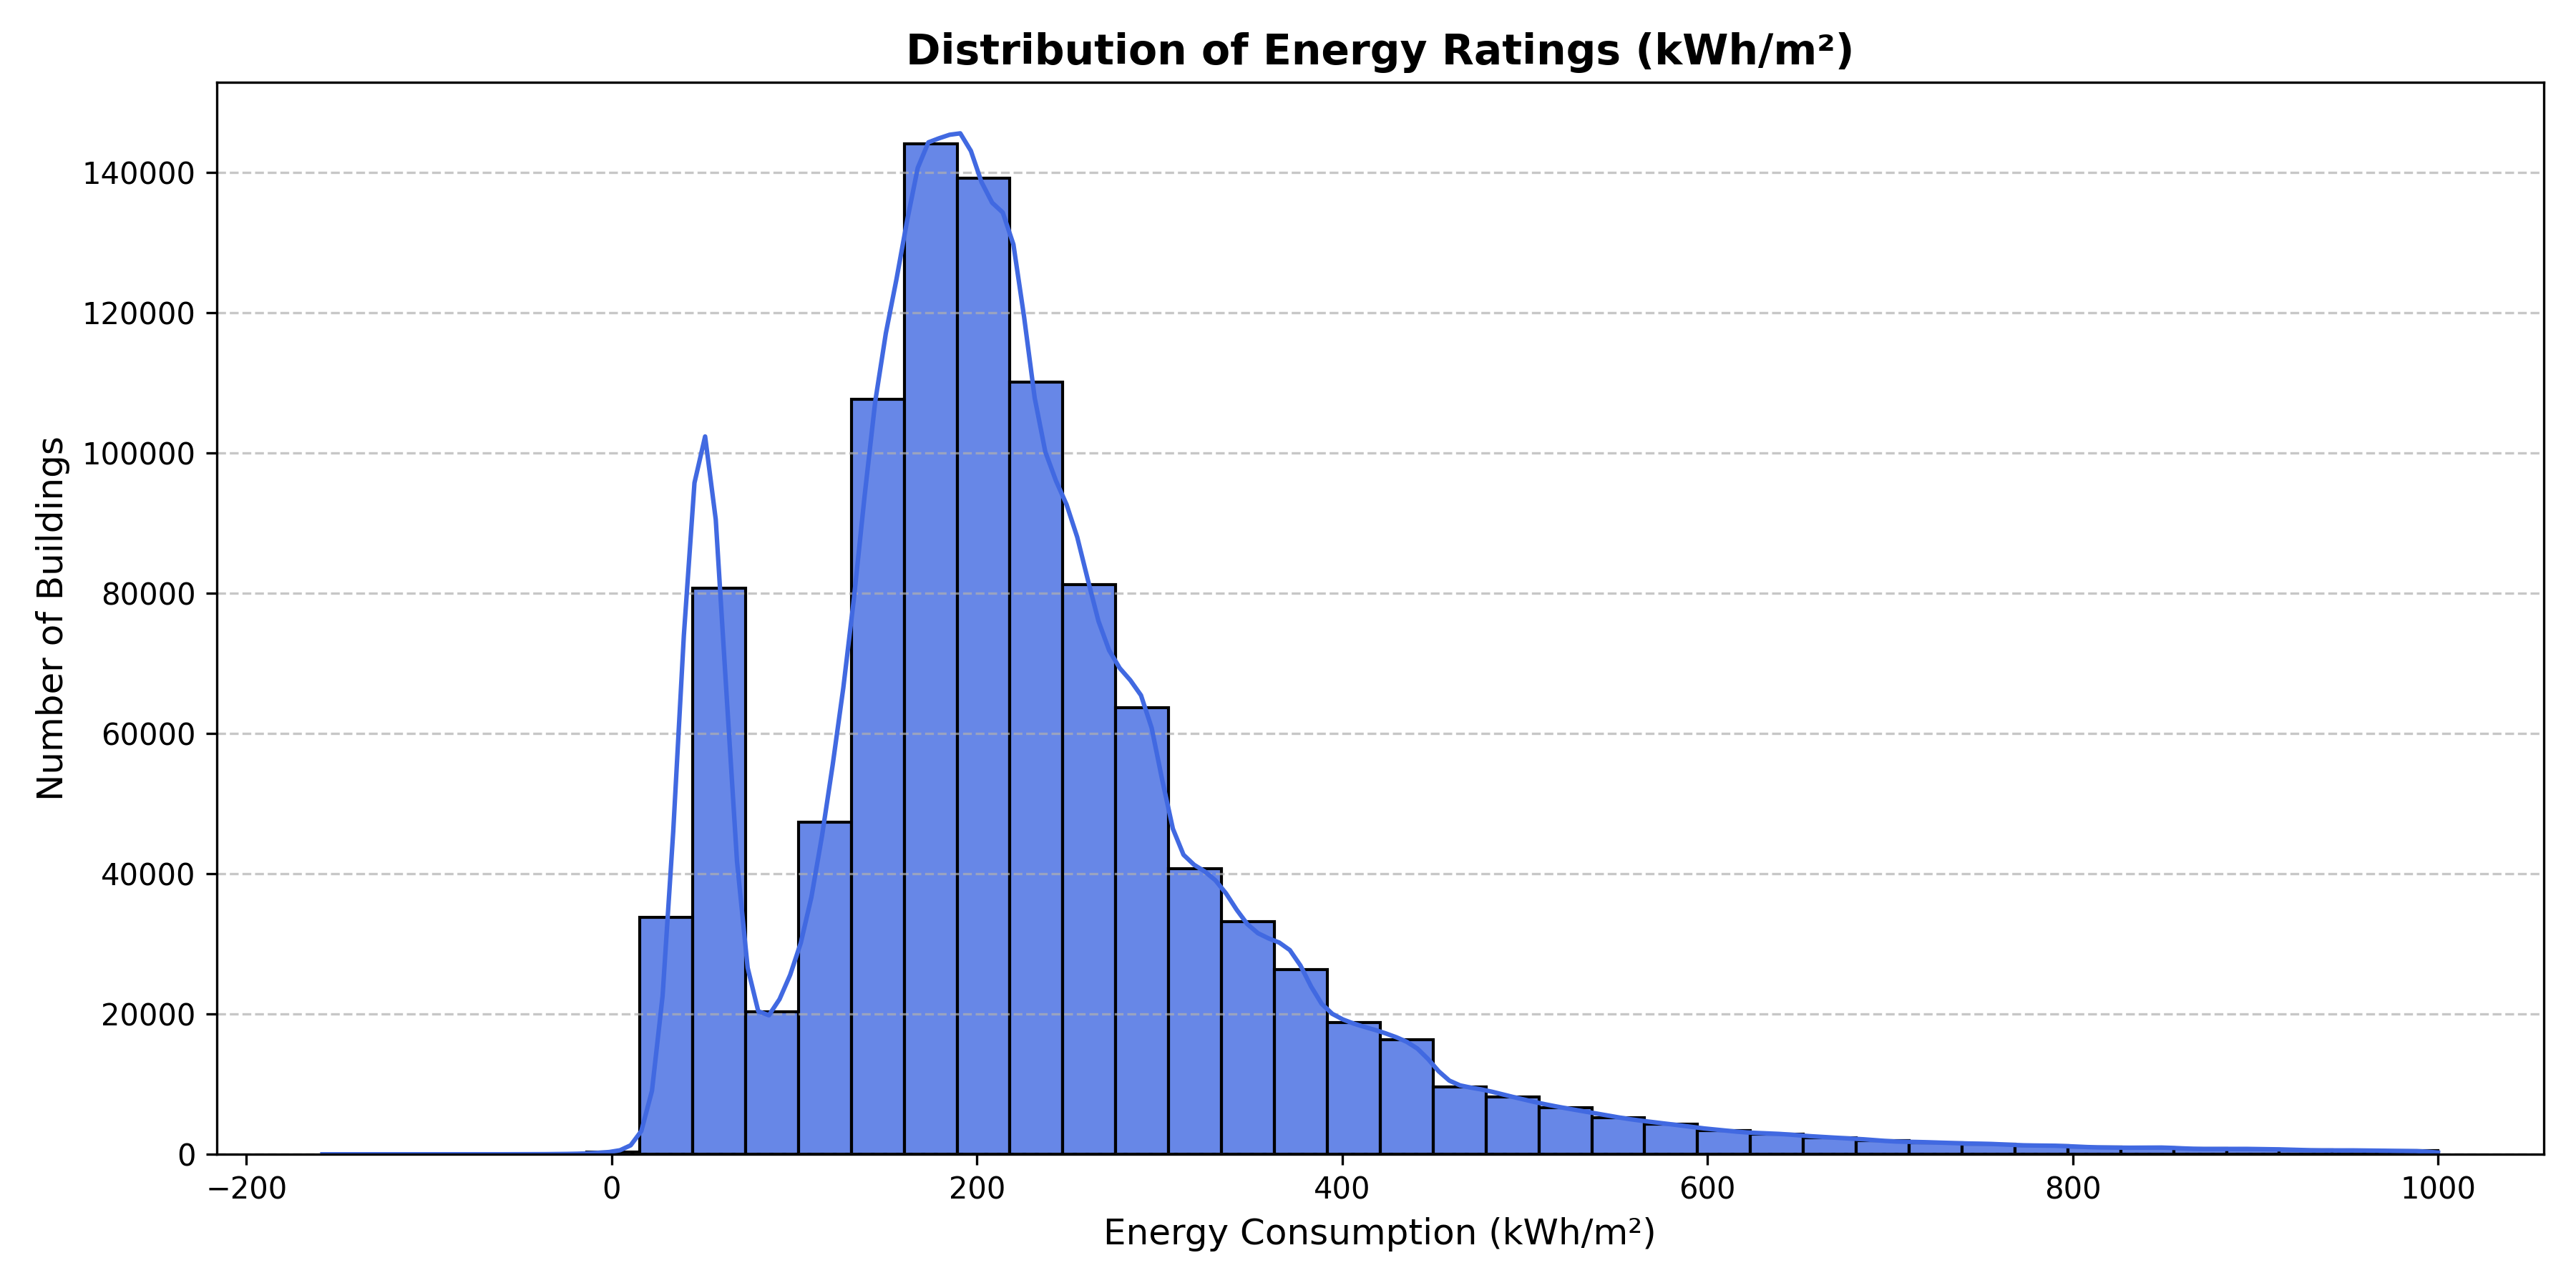 Distribution of Energy Ratings (kWh/m²)
Number of Buildings
140000
120000
100000
80000
60000
40000
20000
0
−200 0 200 400 600 800 1000
Energy Consumption (kWh/m²)